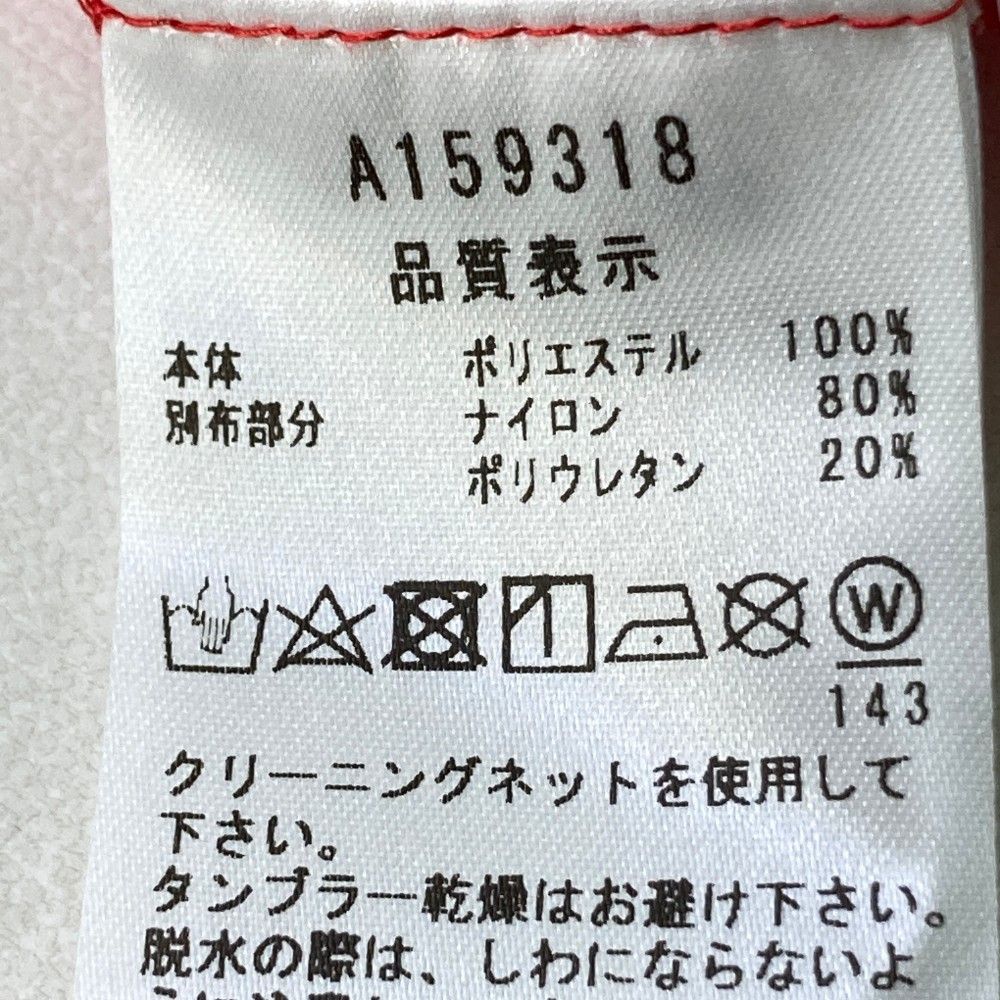 A159318
品質表示
本体 ポリエステル 100%
別布部分 ナイロン 80%
ポリウレタン 20%
W
143
クリーニングネットを使用して
下さい。
タンブラー乾燥はお避け下さい。
脱水の際は、しわにならないよ